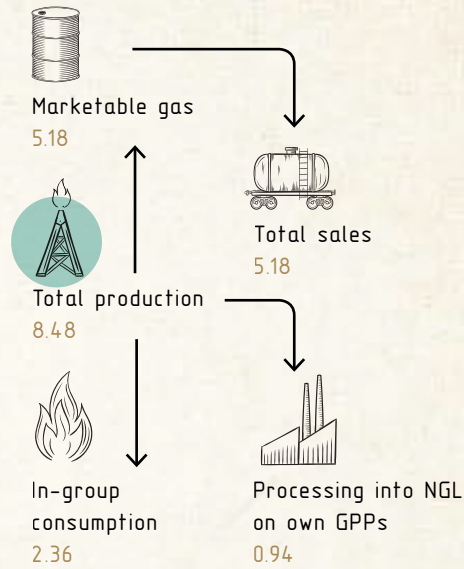 Marketable gas
5.18
Total sales
5.18
Total production
8.48
In-group
consumption
2.36
Processing into NGL
on own GPPs
0.94